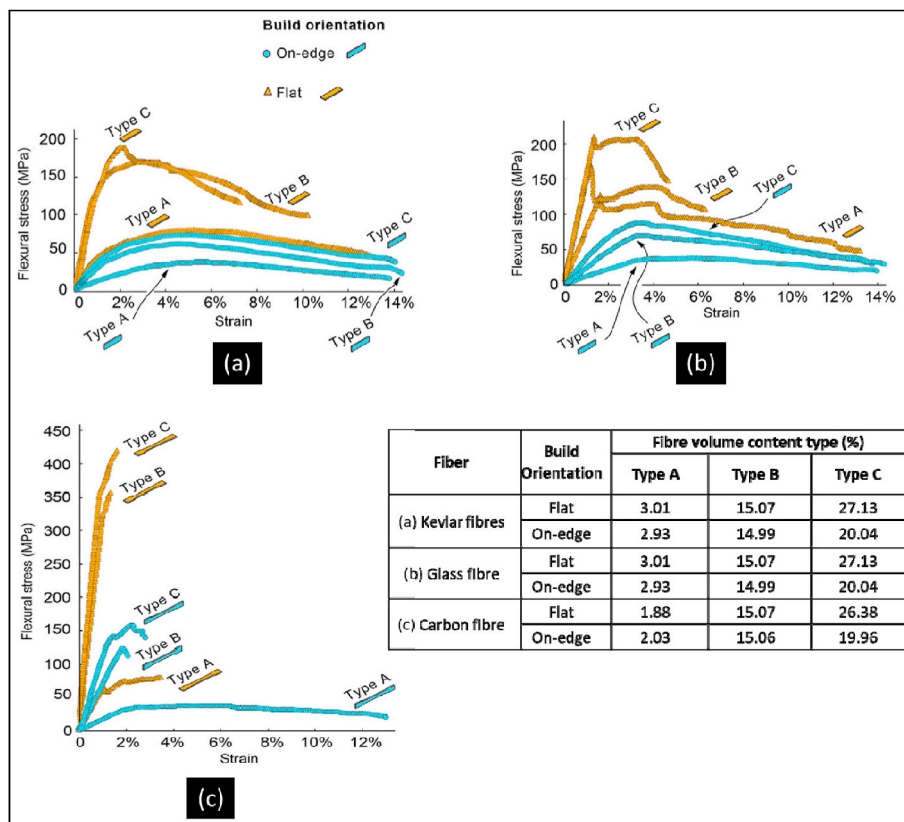 Build orientation
On-edge
Flat
Flexural stress (MPa)
200
150
100
50
0
Type C
Type B
Type A
Type C
Type A
Type B
0
2%
4%
6%
8%
10%
12%
14%
Strain
(a)
Flexural stress (MPa)
200
150
100
50
0
Type C
Type B
Type C
Type A
Type A
Type B
0
2%
4%
6%
8%
10%
12%
14%
Strain
(b)
Flexural stress (MPa)
450
400
350
300
250
200
150
100
50
0
Type C
Type B
Type C
Type B
Type A
Type A
0
2%
4%
6%
8%
10%
12%
Strain
(c)
Fiber Build Orientation Fibre volume content type (%)
Type A Type B Type C
(a) Kevlar fibres Flat 3.01 15.07 27.13
On-edge 2.93 14.99 20.04
(b) Glass fibre Flat 3.01 15.07 27.13
On-edge 2.93 14.99 20.04
(c) Carbon fibre Flat 1.88 15.07 26.38
On-edge 2.03 15.06 19.96